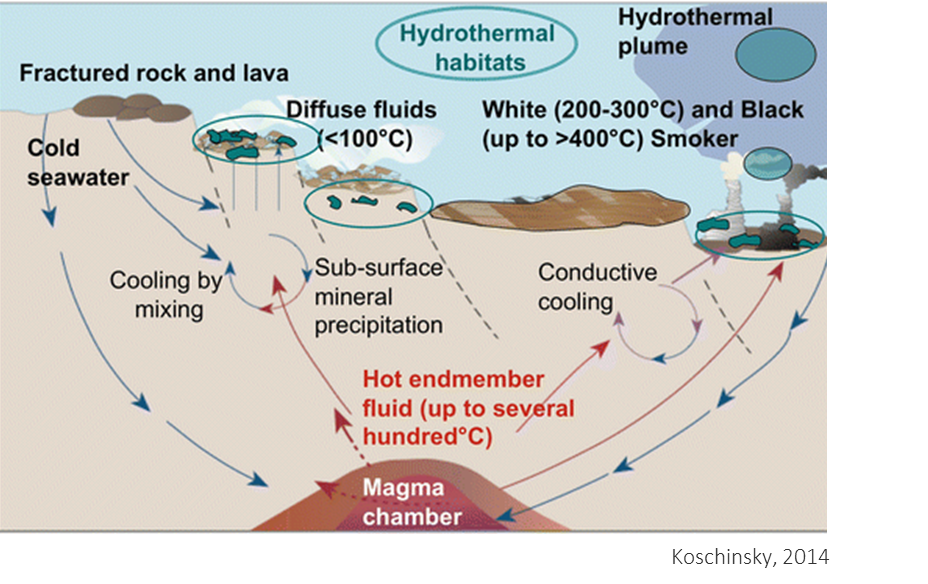 Hydrothermal
plume
Hydrothermal
habitats
Fractured rock and lava
Diffuse fluids
(<100°C)
White (200-300°C) and Black
(up to >400°C) Smoker
Cold
seawater
Cooling by
mixing
Sub-surface
mineral
precipitation
Conductive
cooling
Hot endmember
fluid (up to several
hundred°C)
Magma
chamber
Koschinsky, 2014